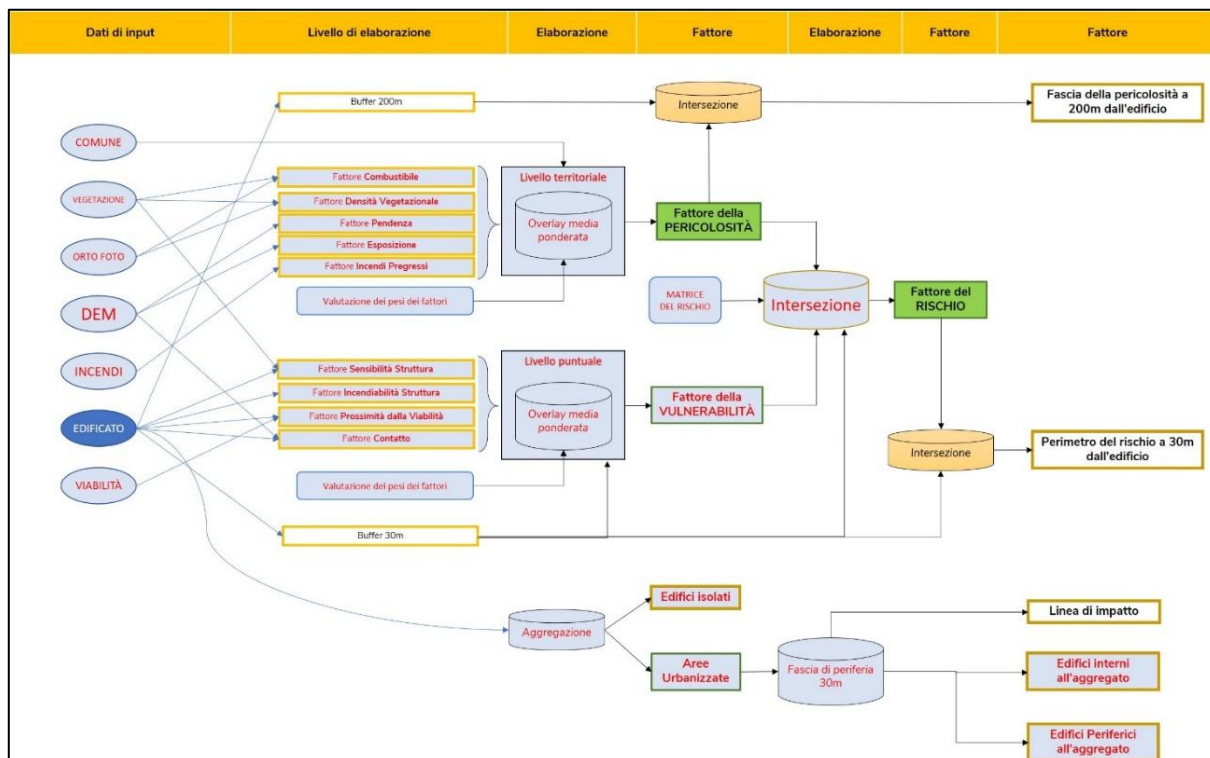 Dati di input
Livello di elaborazione
Elaborazione
Fattore
Elaborazione
Fattore
Fattore
Buffer 200m
Intersezione
Fascia della pericolosità a
200m dall'edificio
COMUNE
VEGETAZIONE
ORTO FOTO
DEM
INCENDI
EDIFICATO
VIABILITÀ
Fattore Combustibile
Fattore Densità Vegetazionale
Fattore Pendenza
Fattore Esposizione
Fattore Incendi Pregressi
Valutazione dei pesi dei fattori
Livello territoriale
Overlay media
ponderata
Fattore della
PERICOLOSITÀ
MATRICE
DEL RISCHIO
Intersezione
Fattore del
RISCHIO
Fattore Sensibilità Struttura
Fattore Incendiabilità Struttura
Fattore Prossimità dalla Viabilità
Fattore Contatto
Valutazione dei pesi dei fattori
Livello puntuale
Overlay media
ponderata
Fattore della
VULNERABILITÀ
Intersezione
Perimetro del rischio a 30m
dall'edificio
Buffer 30m
Aggregazione
Edifici isolati
Aree
Urbanizzate
Fascia di periferia
30m
Linea di impatto
Edifici interni
all'aggregato
Edifici Periferici
all'aggregato